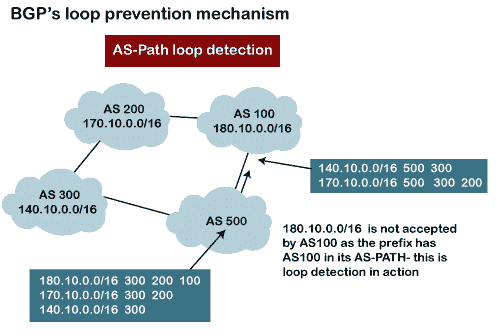 BGP's loop prevention mechanism
AS-Path loop detection
AS 200
170.10.0.0/16
AS 100
180.10.0.0/16
140.10.0.0/16 500 300
170.10.0.0/16 500 300 200
AS 300
140.10.0.0/16
AS 500
180.10.0.0/16 is not accepted
by AS100 as the prefix has
AS100 in its AS-PATH- this is
loop detection in action
180.10.0.0/16 300 200 100
170.10.0.0/16 300 200
140.10.0.0/16 300